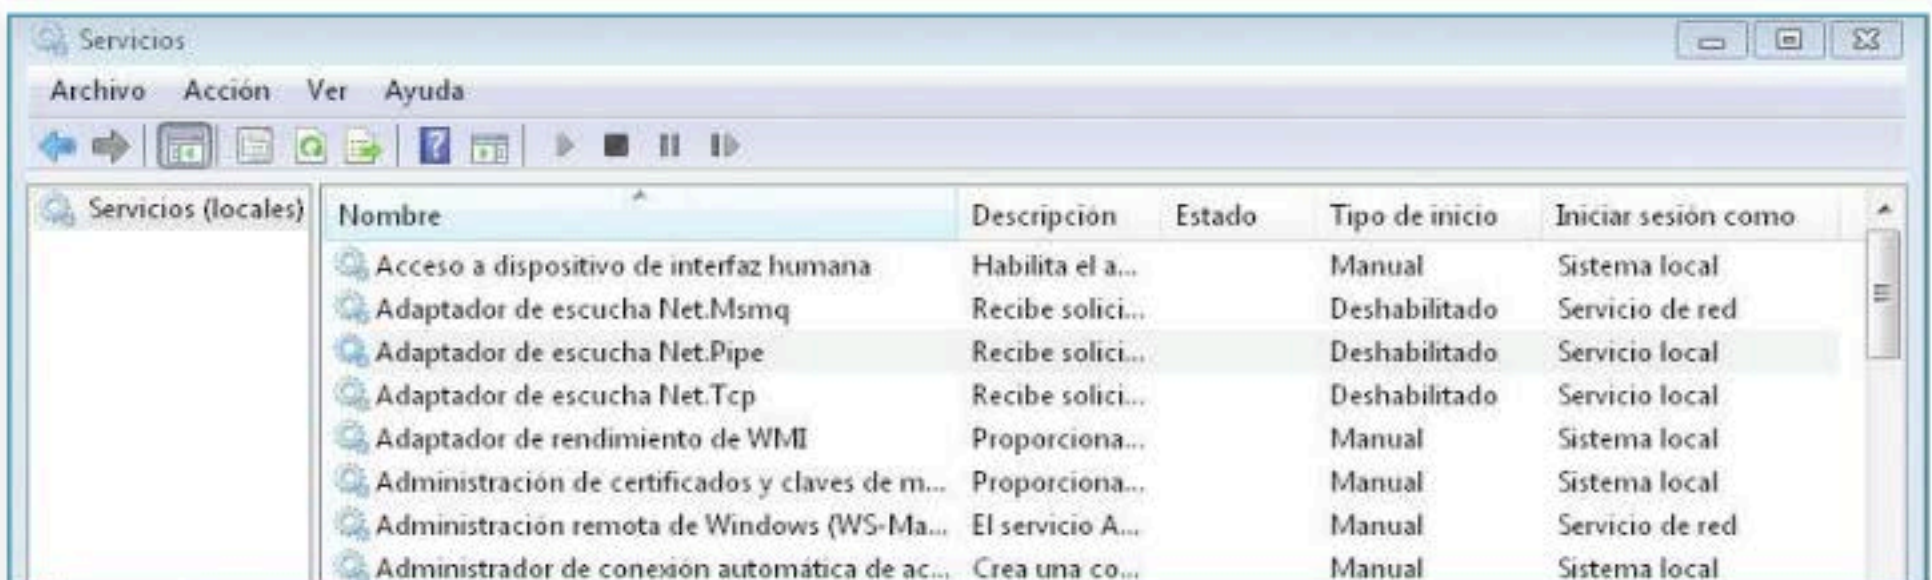 Servicios
Archivo Acción Ver Ayuda
Servicios (locales)
Nombre Descripción Estado Tipo de inicio Iniciar sesión como
Acceso a dispositivo de interfaz humana Habilita el a... Manual Sistema local
Adaptador de escucha Net.Msmq Recibe solici... Deshabilitado Servicio de red
Adaptador de escucha Net.Pipe Recibe solici... Deshabilitado Servicio local
Adaptador de escucha Net.Tcp Recibe solici... Deshabilitado Servicio local
Adaptador de rendimiento de WMI Proporciona... Manual Sistema local
Administración de certificados y claves de m... Proporciona... Manual Sistema local
Administración remota de Windows (WS-Ma... El servicio A... Manual Servicio de red
Administrador de conexión automática de ac... Crea una co... Manual Sistema local